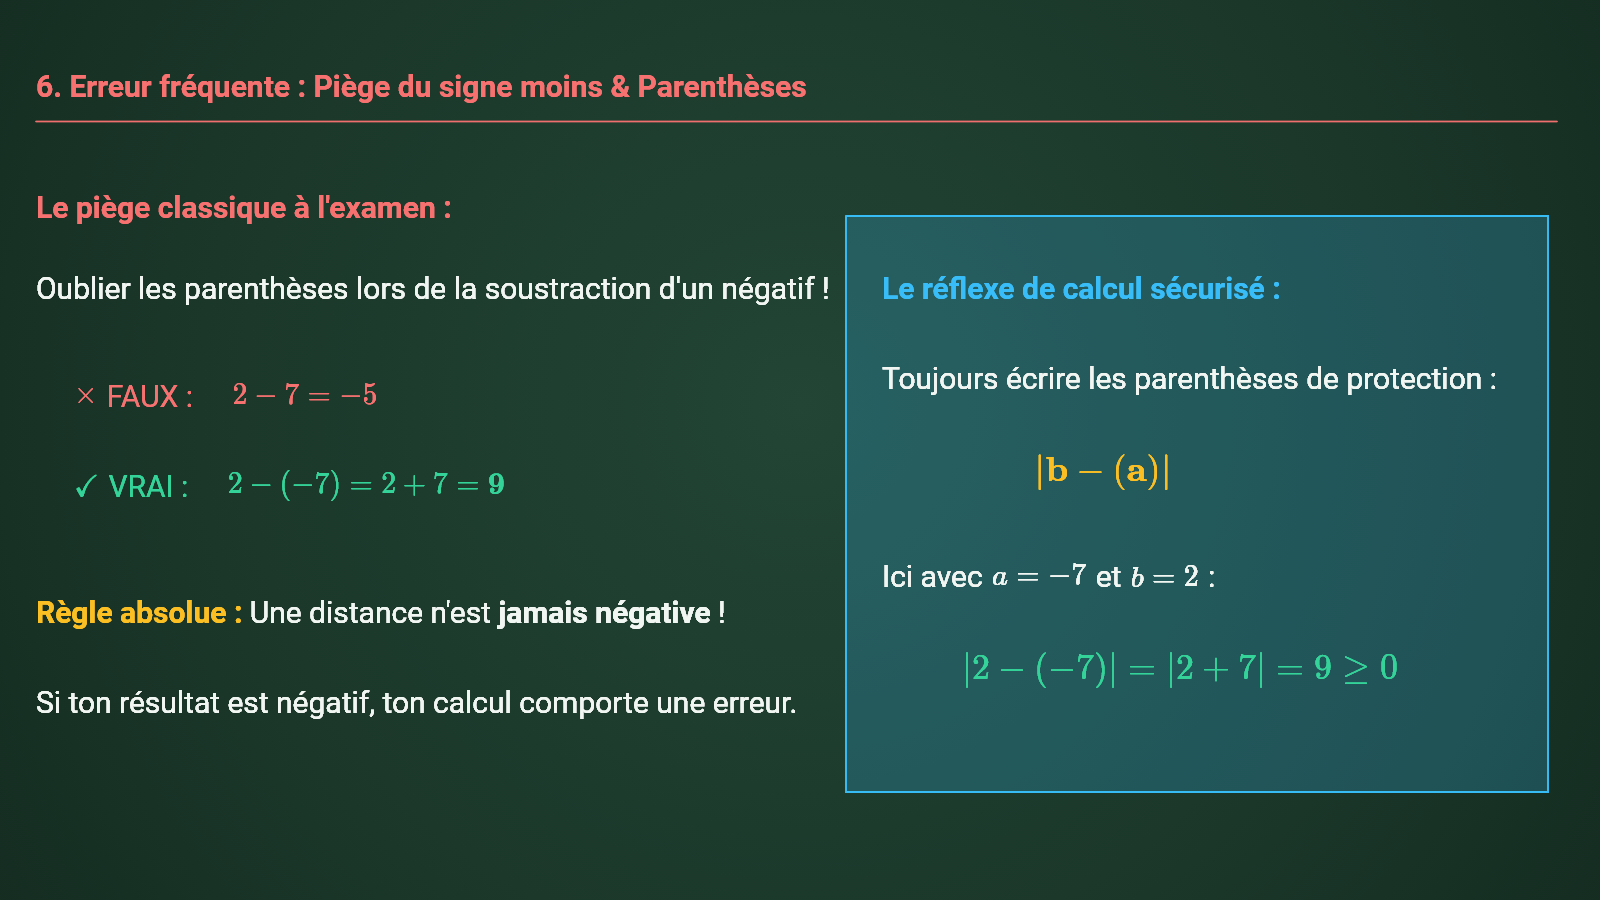 6. Erreur fréquente : Piège du signe moins & Parenthèses
Le piège classique à l'examen :
Oublier les parenthèses lors de la soustraction d'un négatif !
× FAUX : 2 − 7 = −5
✓ VRAI : 2 − (−7) = 2 + 7 = 9
Règle absolue : Une distance n'est jamais négative !
Si ton résultat est négatif, ton calcul comporte une erreur.
Le réflexe de calcul sécurisé :
Toujours écrire les parenthèses de protection :
|b − (a)|
Ici avec a = −7 et b = 2 :
|2 − (−7)| = |2 + 7| = 9 ≥ 0